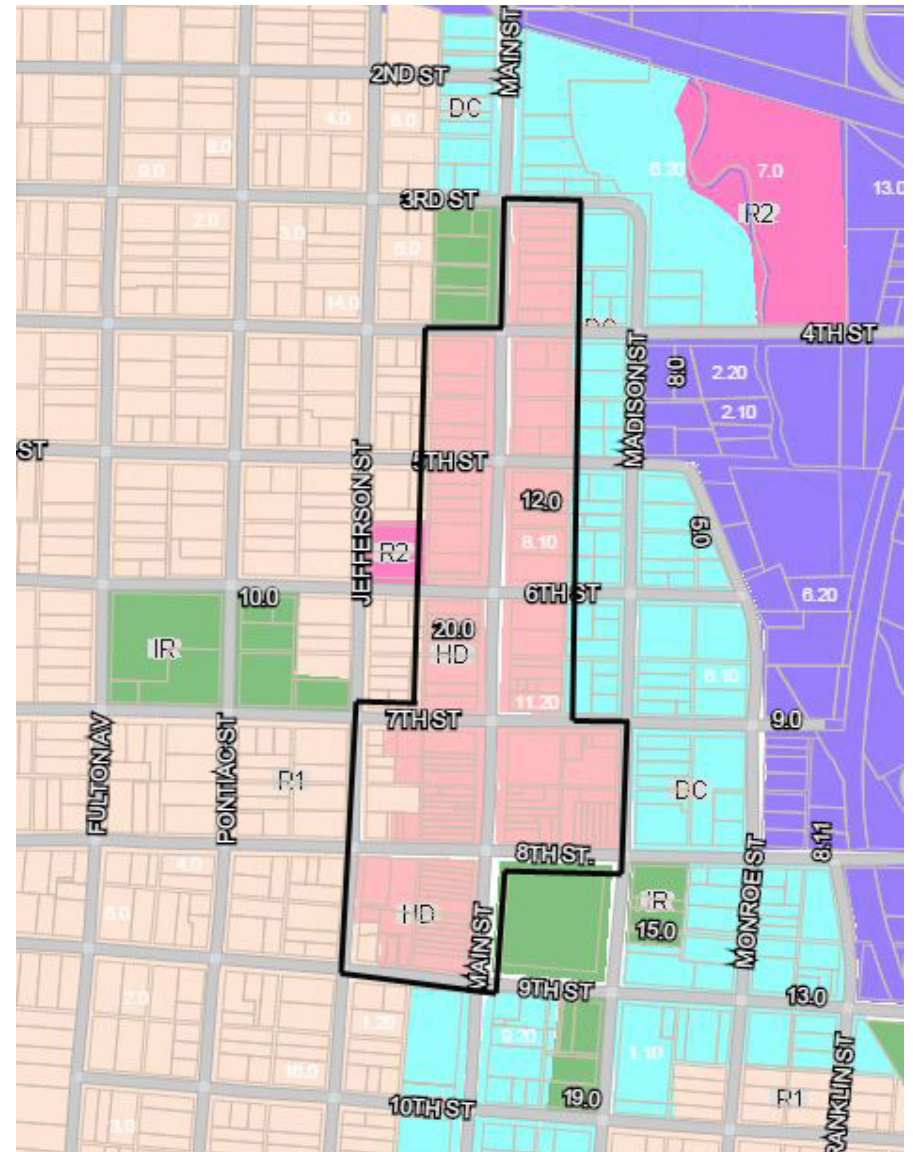 MAIN ST
2ND ST
DC
4.0
6.0
8.0
9.0
6.20
7.0
R2
13.0
3RD ST
2.0
3.0
6.0
14.0
DC
4TH ST
MADISON ST
8.0
2.20
2.10
ST
5TH ST
JEFFERSON ST
12.0
5.0
8.10
R2
6TH ST
6.20
10.0
IR
20.0
HD
6.10
11.20
7TH ST
9.0
FULTON AV
PONTIAC ST
R1
DC
8TH ST.
MONROE ST
8.11
4.0
5.0
HD
IR
15.0
MAIN ST
9TH ST
13.0
2.0
1.20
9.20
1.10
16.0
10TH ST
19.0
R1
RANKLIN ST
3.0